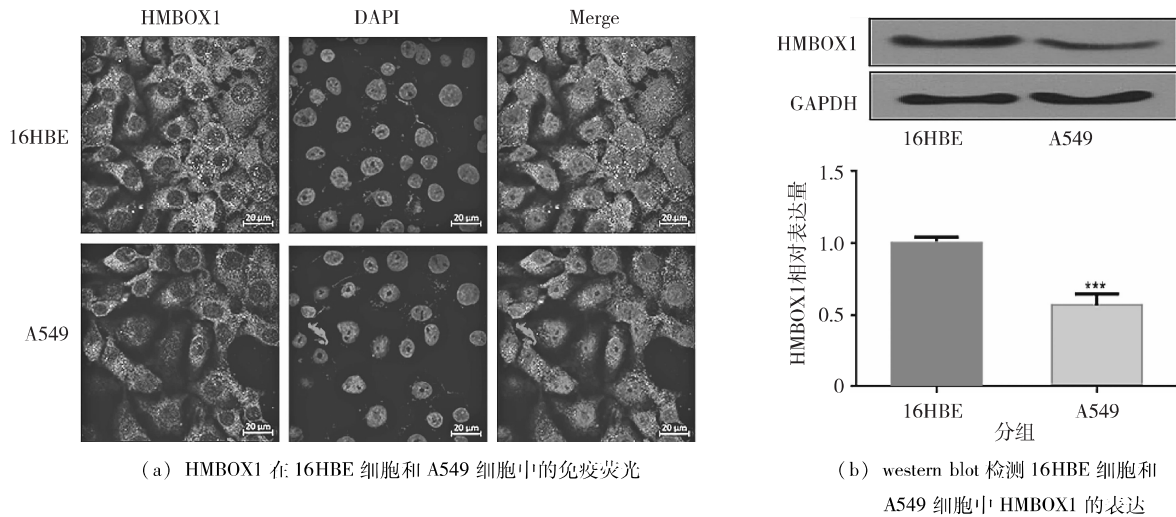 HMBOX1 DAPI Merge
16HBE
20 μm 20 μm 20 μm
A549
20 μm 20 μm 20 μm
(a) HMBOX1 在 16HBE 细胞和 A549 细胞中的免疫荧光
HMBOX1
GAPDH
16HBE A549
HMBOX1相对表达量
1.5
1.0
0.5
0
***
16HBE A549
分组
(b) western blot 检测 16HBE 细胞和
A549 细胞中 HMBOX1 的表达